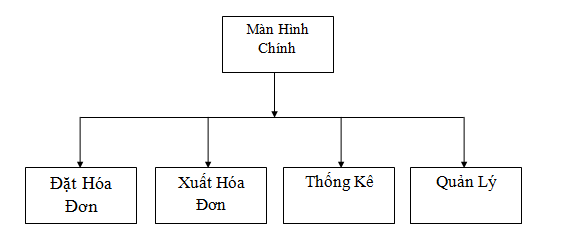 Màn Hình
Chính
Đặt Hóa
Đơn
Xuất Hóa
Đơn
Thống Kê
Quản Lý